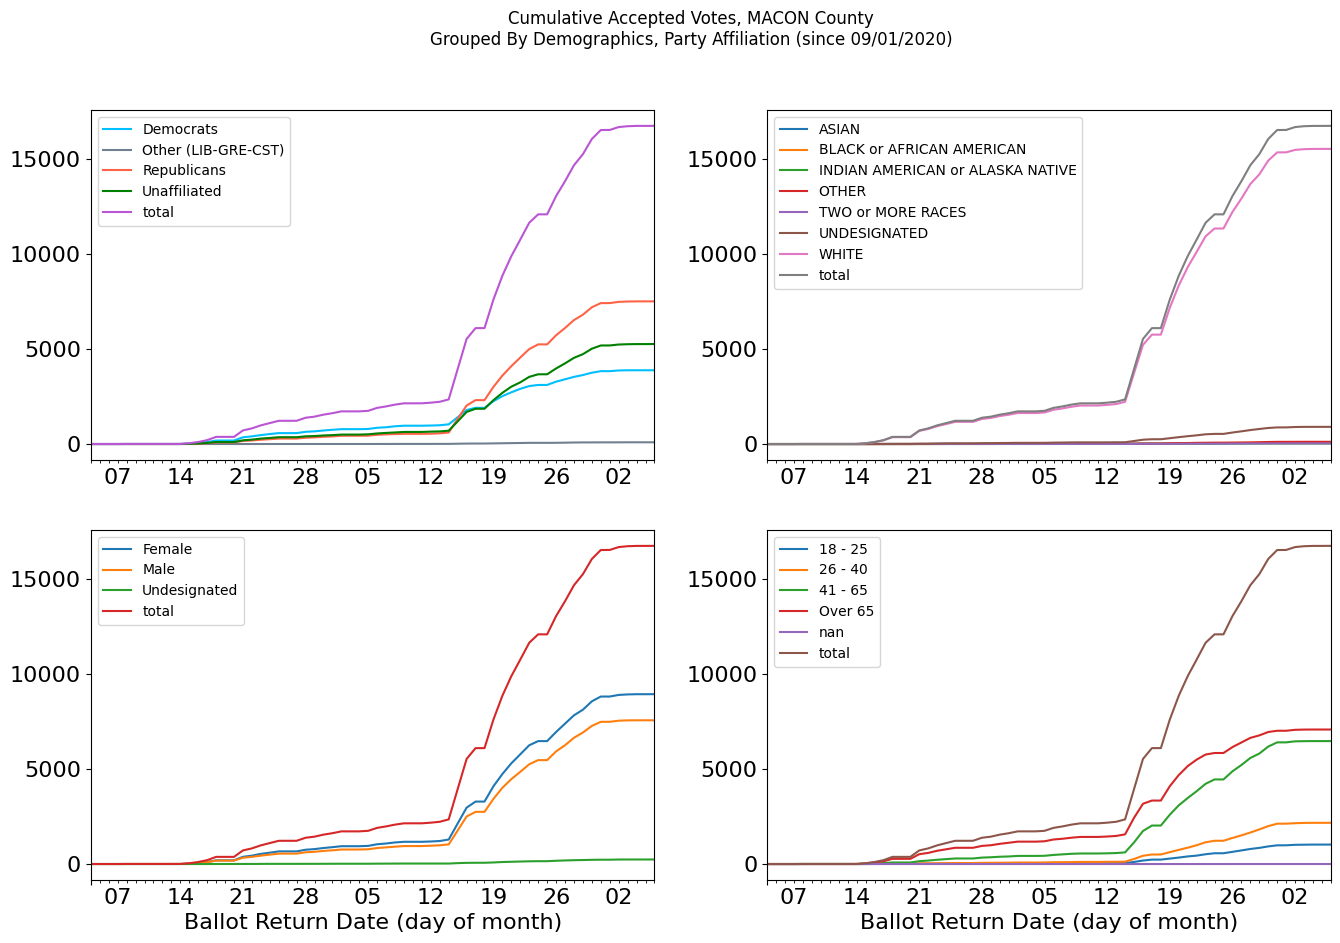 Cumulative Accepted Votes, MACON County
Grouped By Demographics, Party Affiliation (since 09/01/2020)
Democrats
Other (LIB-GRE-CST)
Republicans
Unaffiliated
total
15000
10000
5000
0
07 14 21 28 05 12 19 26 02
ASIAN
BLACK or AFRICAN AMERICAN
INDIAN AMERICAN or ALASKA NATIVE
OTHER
TWO or MORE RACES
UNDESIGNATED
WHITE
total
15000
10000
5000
0
07 14 21 28 05 12 19 26 02
Female
Male
Undesignated
total
15000
10000
5000
0
07 14 21 28 05 12 19 26 02
Ballot Return Date (day of month)
18 - 25
26 - 40
41 - 65
Over 65
nan
total
15000
10000
5000
0
07 14 21 28 05 12 19 26 02
Ballot Return Date (day of month)